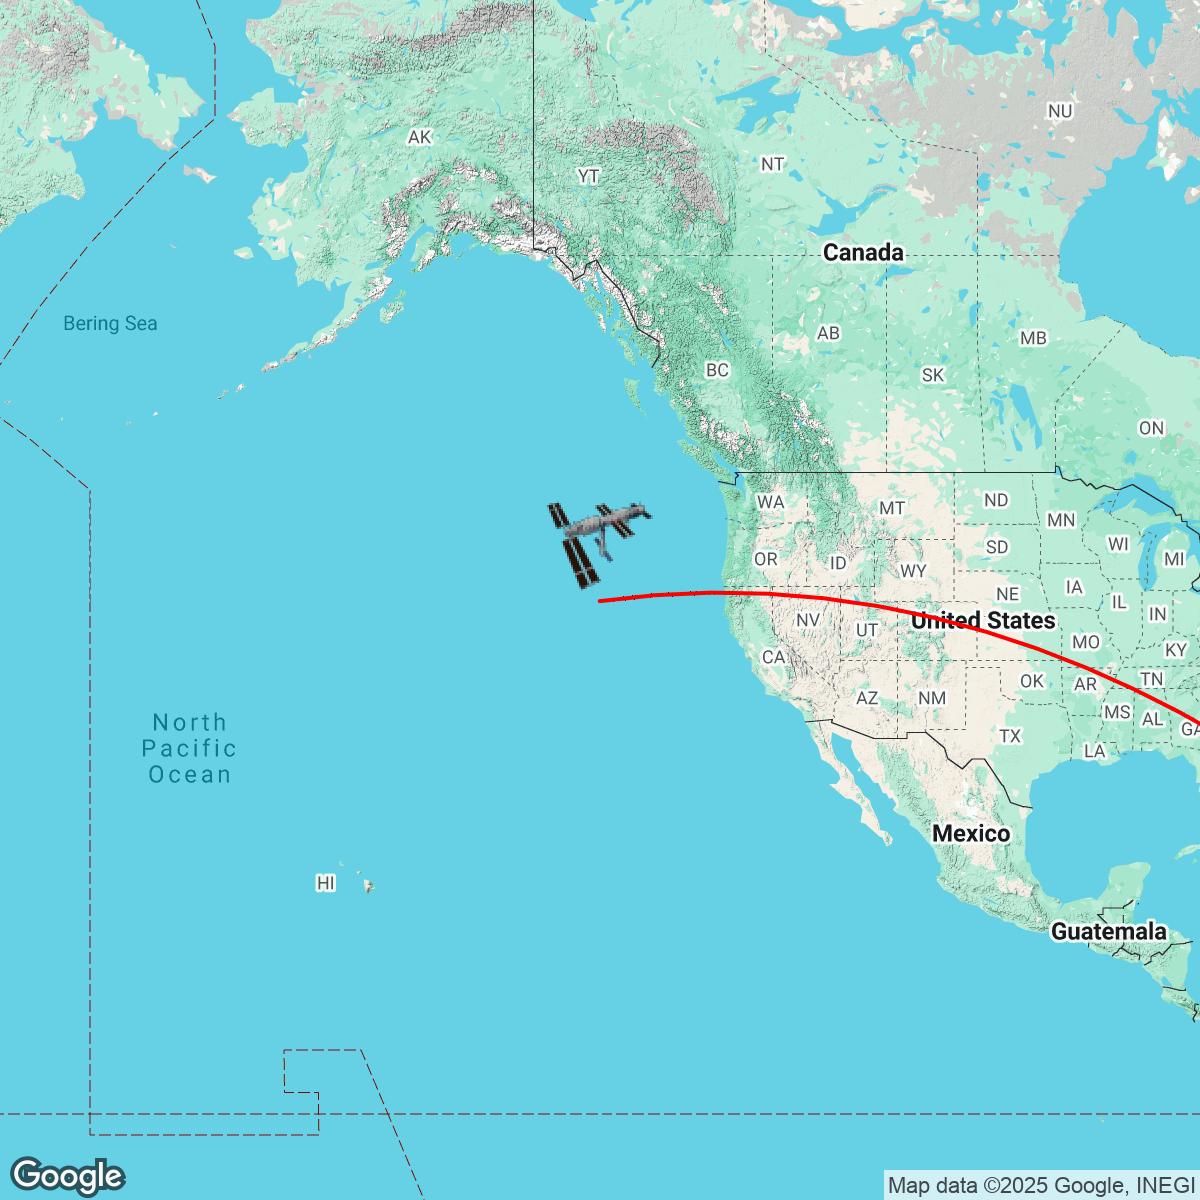 NU
AK
NT
YT
Canada
Bering Sea
AB
MB
BC
SK
ON
WA
MT
ND
MN
WI
MI
OR
ID
SD
WY
IA
NE
IL
IN
NV
UT
United States
MO
KY
CA
OK
AR
TN
AZ
NM
MS
AL
GA
TX
LA
North
Pacific
Ocean
Mexico
HI
Guatemala
Google
Map data ©2025 Google, INEGI